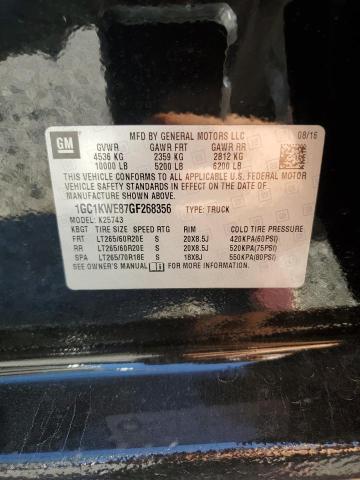 MFD BY GENERAL MOTORS LLC 08/16
GM
GVWR GAWR FRT GAWR RR
4536 KG 2359 KG 2812 KG
10000 LB 5200 LB 6200 LB
THIS VEHICLE CONFORMS TO ALL APPLICABLE U.S. FEDERAL MOTOR
VEHICLE SAFETY STANDARDS IN EFFECT ON THE DATE OF
MANUFACTURE SHOWN ABOVE.
1GC1KWE87GF268356 TYPE: TRUCK
MODEL: K25743
KBGT TIRE SIZE SPEED RTG RIM COLD TIRE PRESSURE
FRT LT265/60R20E S 20X8.5J 420KPA(60PSI)
RR LT265/60R20E S 20X8.5J 520KPA(75PSI)
SPA LT265/70R18E S 18X8J 550KPA(80PSI)
SEE OWNER'S MANUAL FOR MORE INFORMATION.